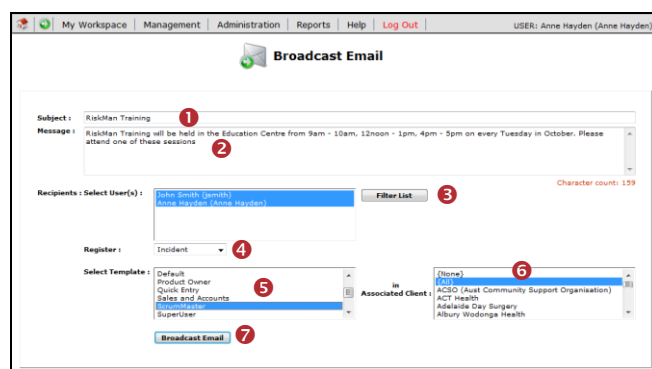 My Workspace | Management | Administration | Reports | Help | Log Out | USER: Anne Hayden (Anne Hayden)
Broadcast Email
Subject : RiskMan Training 1
Message : RiskMan Training will be held in the Education Centre from 9am - 10am, 12noon - 1pm, 4pm - 5pm on every Tuesday in October. Please
attend one of these sessions 2
Character count: 159
Recipients : Select User(s) : John Smith (jsmith) Filter List 3
Anne Hayden (Anne Hayden)
Register : Incident 4
Select Template : Default
Product Owner
Quick Entry
Sales and Accounts
ScrumMaster
SuperUser
5
in
Associated Client :
{None}
{All}
ACSO (Aust Community Support Organisation)
ACT Health
Adelaide Day Surgery
Albury Wodonga Health
6
Broadcast Email 7